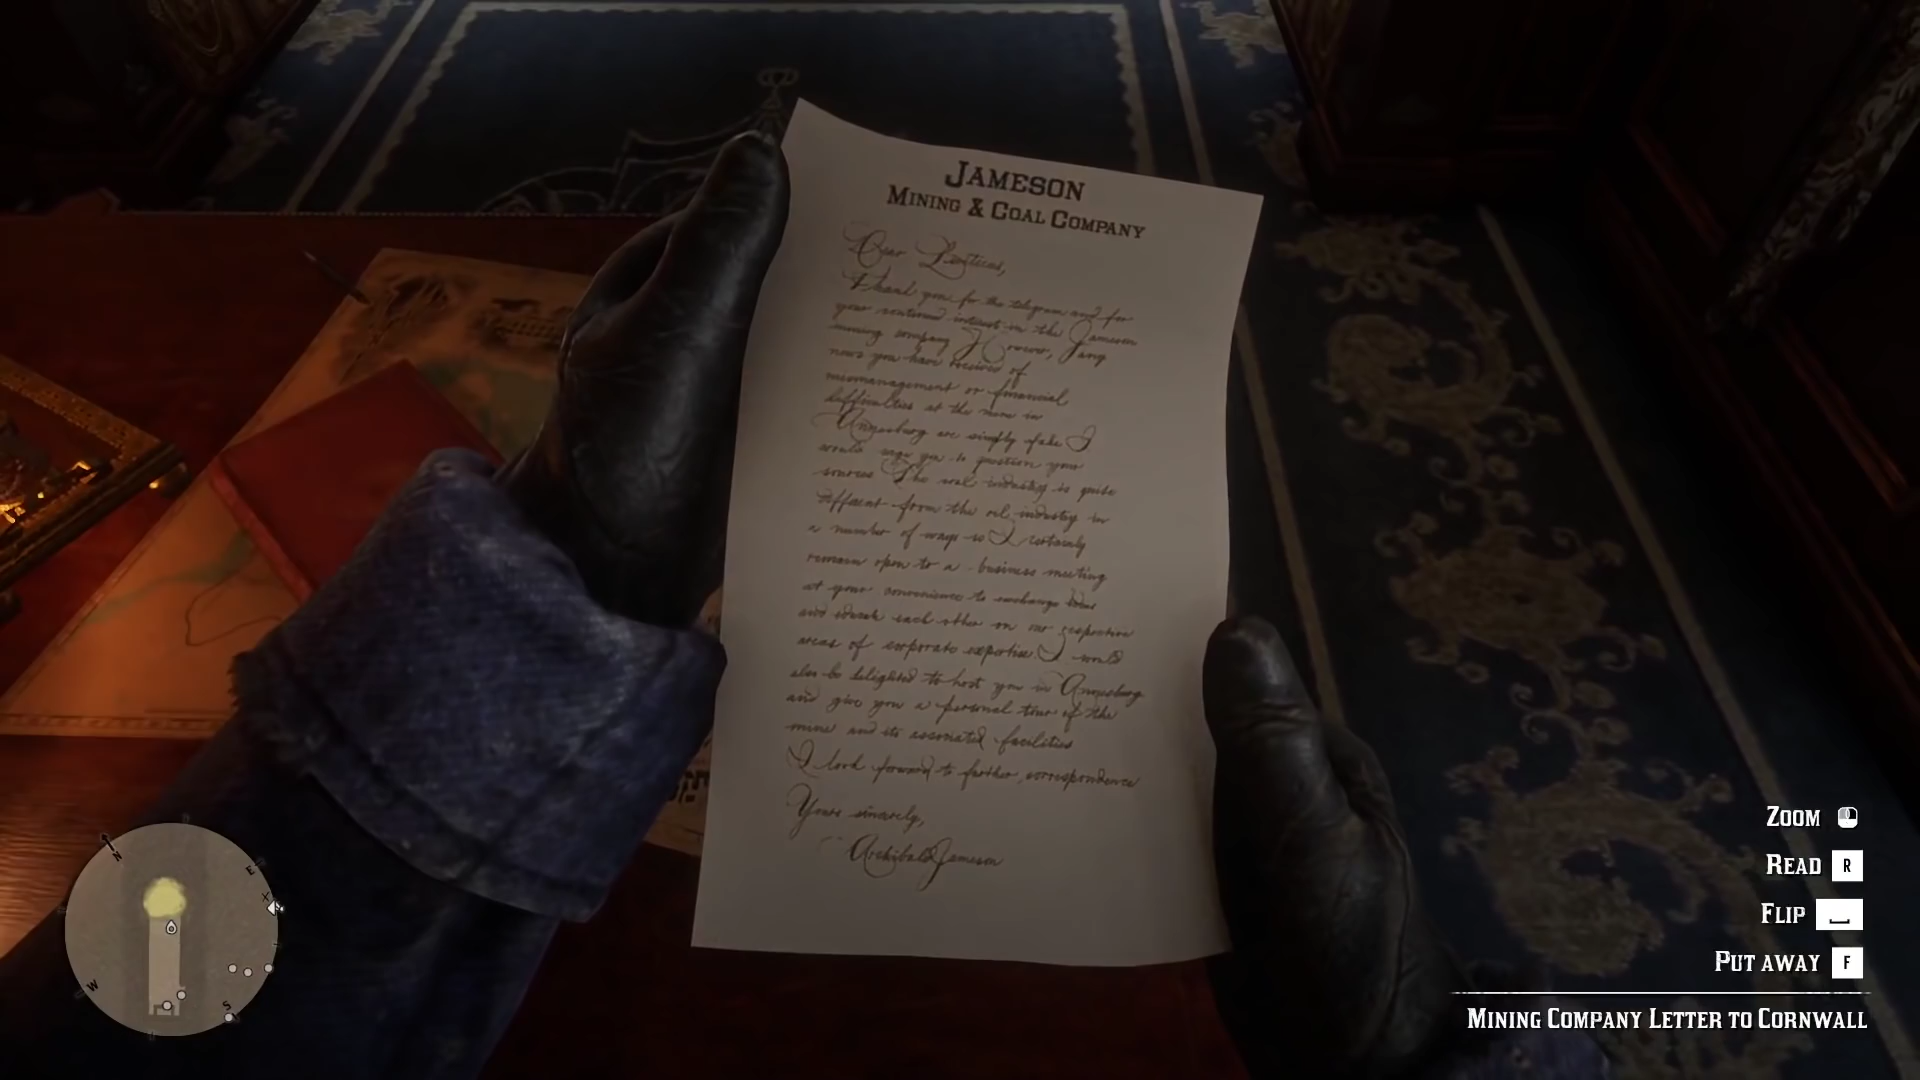 JAMESON
MINING & COAL COMPANY
Dear Leviticus,
Thank you for the telegram and for
your continued interest in the Jameson
mining company However, any
news you have received of
mismanagement or financial
difficulties at the mine in
Annesburg are simply fake I
would urge you to question your
sources The coal industry is quite
different from the oil industry in
a number of ways so I certainly
remain open to a business meeting
at your convenience to exchange ideas
and educate each other on our respective
areas of corporate expertise I would
also be delighted to host you in Annesburg
and give you a personal tour of the
mine and its associated facilities
I look forward to further correspondence
Yours sincerely,
Archibald Jameson
N
E
W
S
ZOOM
READ R
FLIP
PUT AWAY F
MINING COMPANY LETTER TO CORNWALL